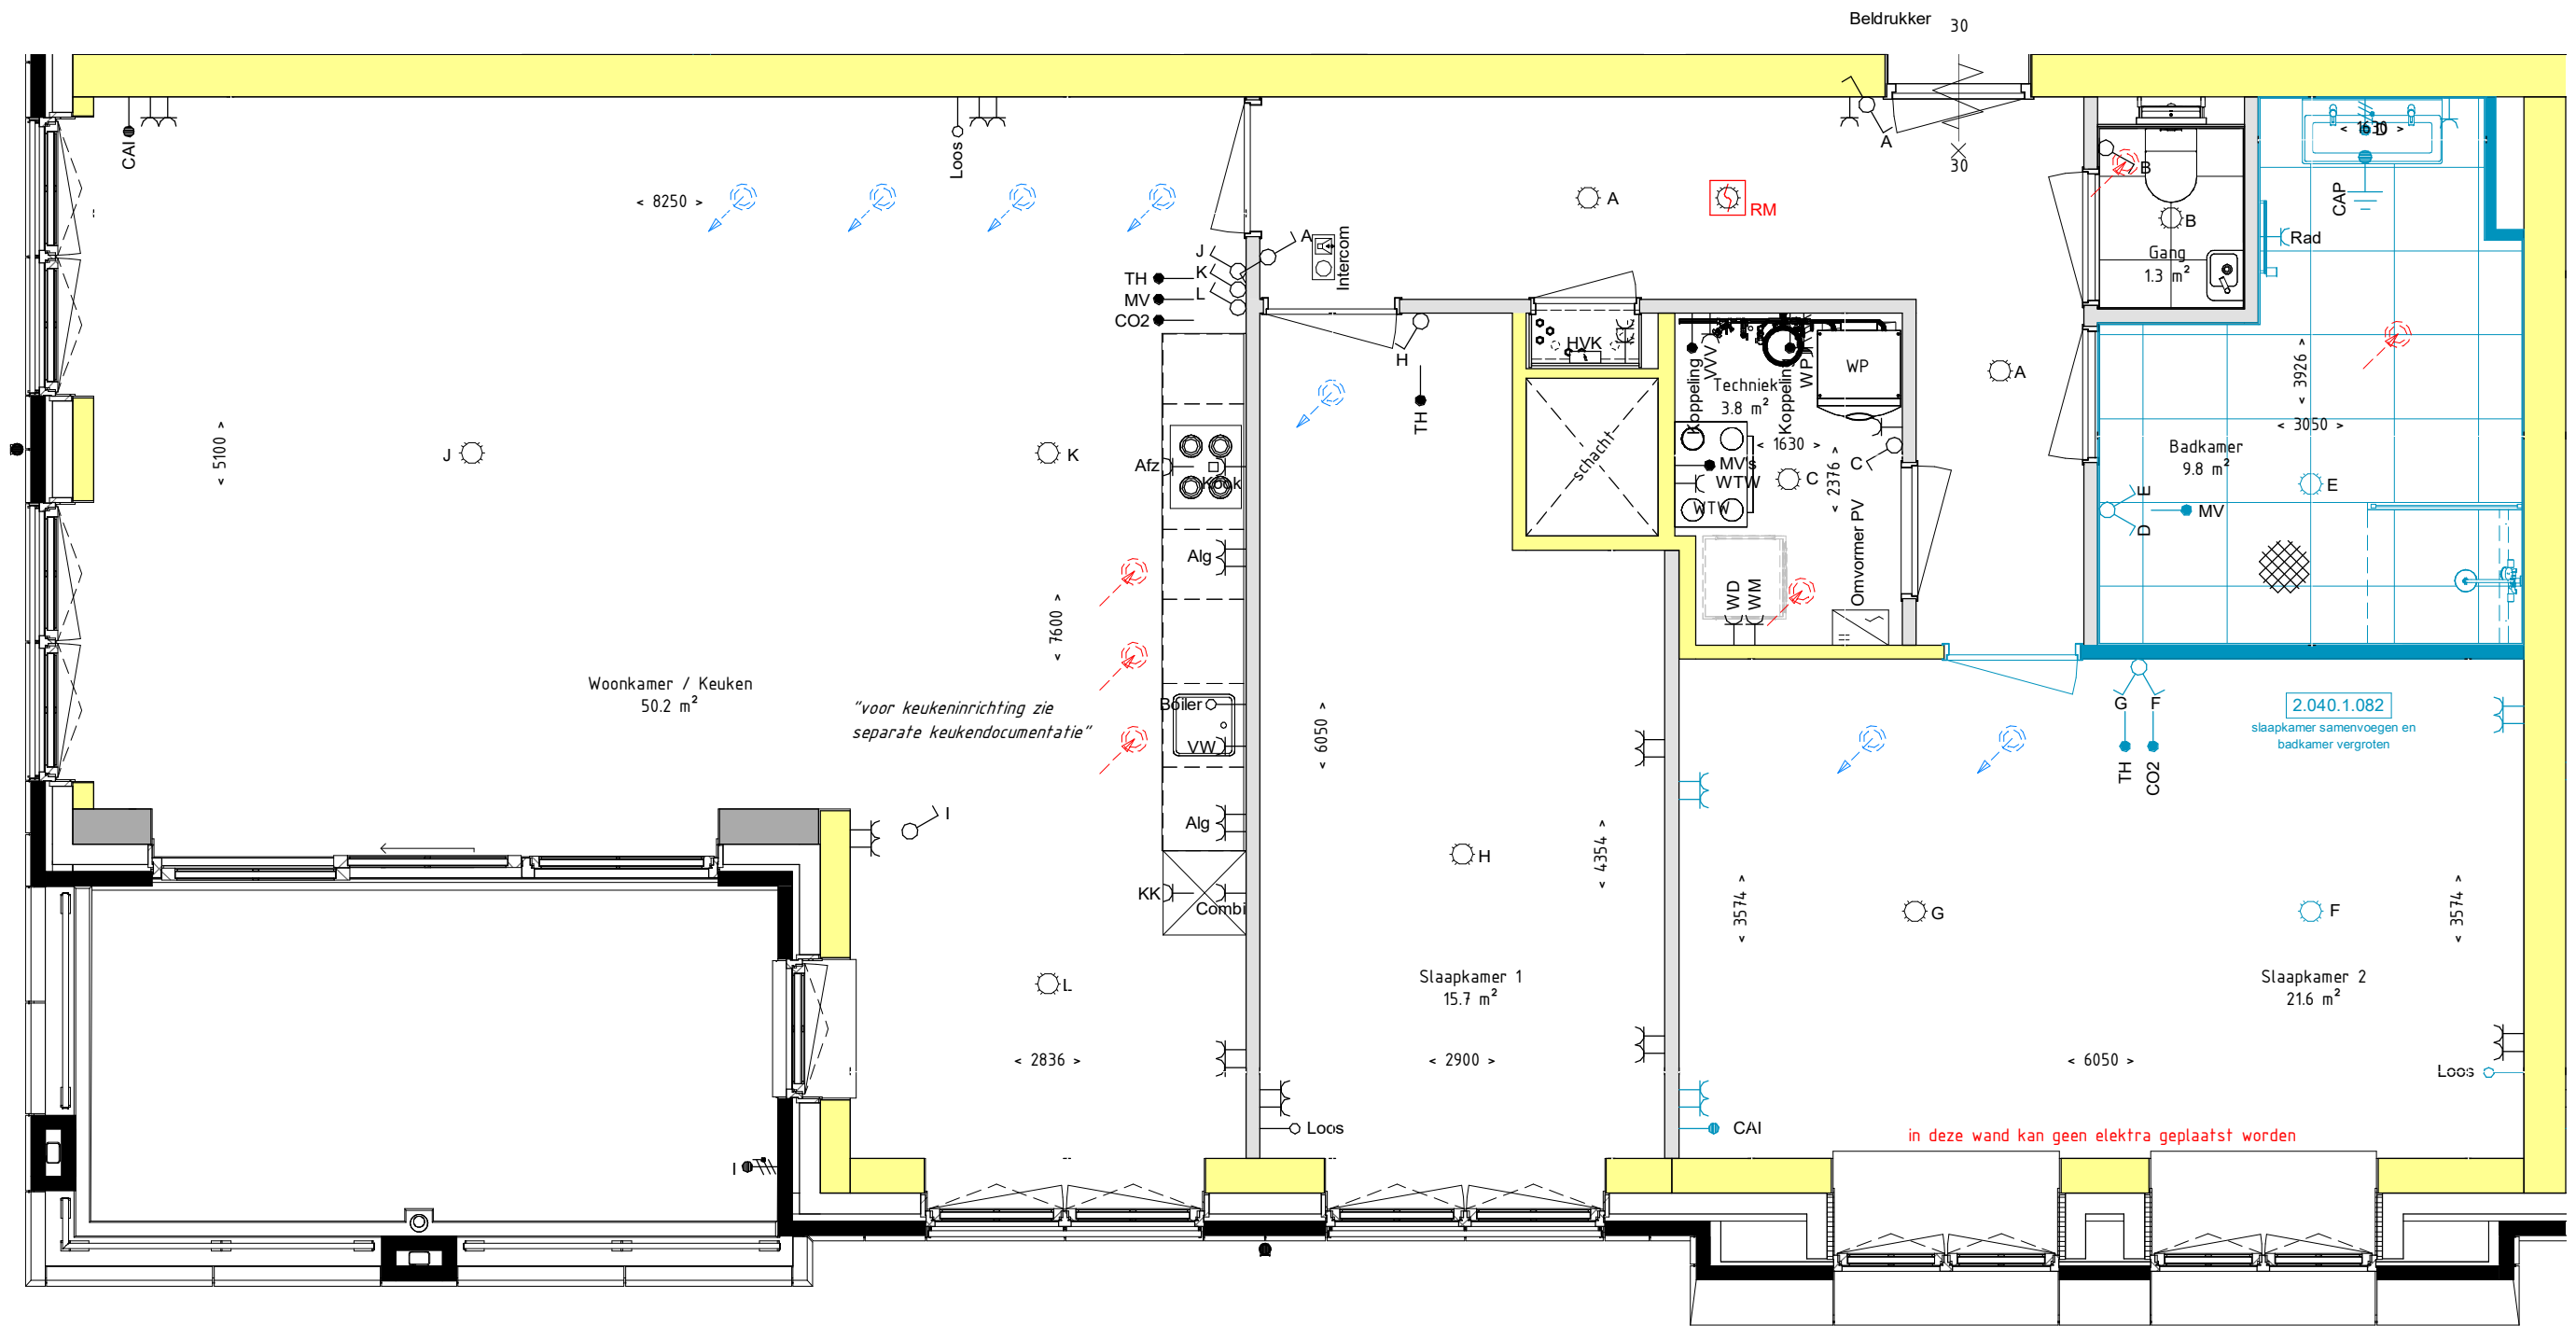 Beldrukker
30
A
30
CAI
Loos
< 8250 >
A
RM
B
B
Gang
1.3 m²
< 1630 >
D
CAP
Rad
J
K
L
A
Intercom
TH
MV
CO2
H
TH
HVK
Koppeling
VVV
Koppeling
WP
WP
Techniek
3.8 m²
< 1630 >
A
< 3926 >
< 3050 >
Badkamer
9.8 m²
< 5100 >
J
K
Afz
Kook
schacht
MV's
WTW
WTW
C
C
< 2376 >
Omvormer PV
E
E
D
MV
Alg
WD
WM
< 7600 >
Woonkamer / Keuken
50.2 m²
"voor keukeninrichting zie
separate keukendocumentatie"
Boiler
VW
< 6050 >
G
F
TH
CO2
2.040.1.082
slaapkamer samenvoegen en
badkamer vergroten
I
Alg
H
< 4354 >
KK
Combi
< 3574 >
G
F
< 3574 >
L
Slaapkamer 1
15.7 m²
Slaapkamer 2
21.6 m²
< 2836 >
< 2900 >
< 6050 >
Loos
Loos
CAI
in deze wand kan geen elektra geplaatst worden
I